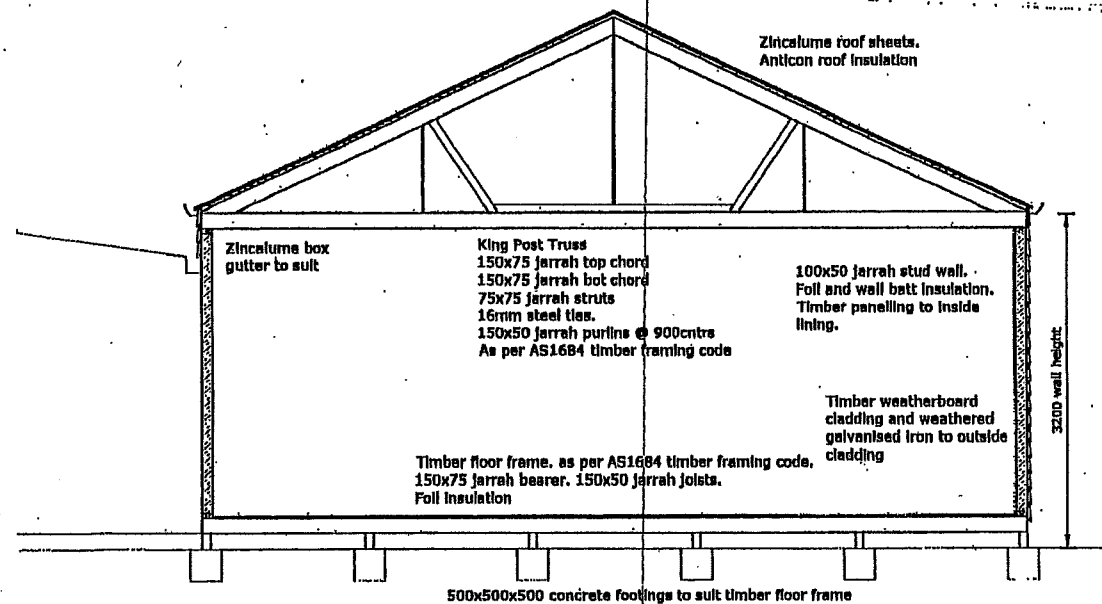 Zincalume roof sheets.
Anticon roof insulation
Zincalume box
gutter to suit
King Post Truss
150x75 jarrah top chord
150x75 jarrah bot chord
75x75 jarrah struts
16mm steel ties.
150x50 jarrah purlins @ 900cntrs
As per AS1684 timber framing code
100x50 jarrah stud wall.
Foil and wall batt insulation.
Timber panelling to inside
lining.
3200 wall height
Timber weatherboard
cladding and weathered
galvanised iron to outside
cladding
Timber floor frame. as per AS1684 timber framing code.
150x75 jarrah bearer. 150x50 jarrah joists.
Foil insulation
500x500x500 concrete footings to suit timber floor frame